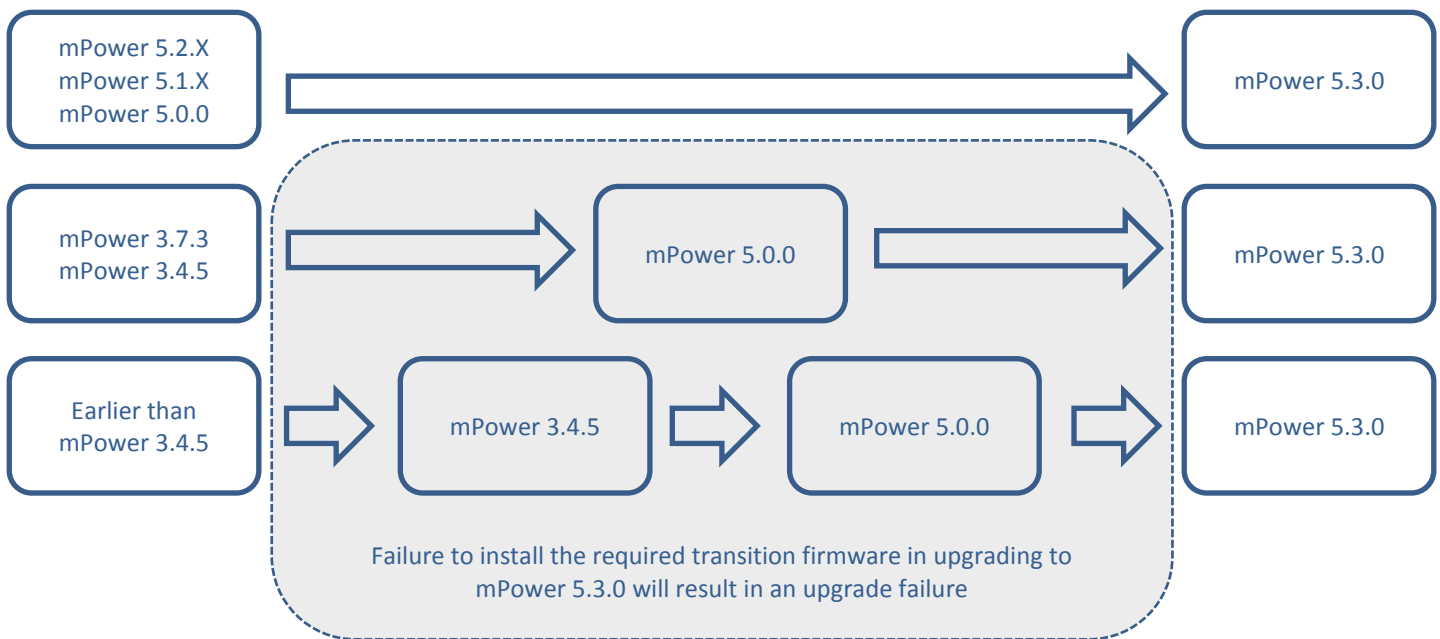 mPower 5.2.X
mPower 5.1.X
mPower 5.0.0
mPower 5.3.0
mPower 3.7.3
mPower 3.4.5
mPower 5.0.0
mPower 5.3.0
Earlier than
mPower 3.4.5
mPower 3.4.5
mPower 5.0.0
mPower 5.3.0
Failure to install the required transition firmware in upgrading to
mPower 5.3.0 will result in an upgrade failure